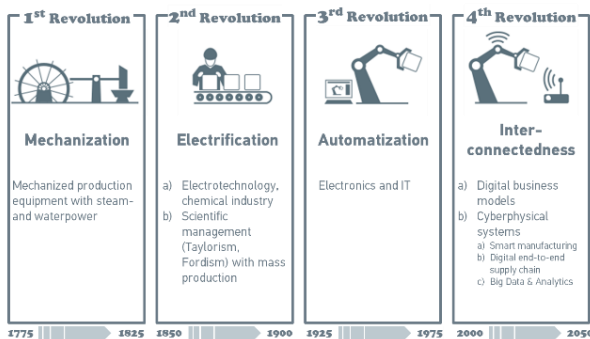 1st Revolution
Mechanization
Mechanized production
equipment with steam-
and waterpower
1775 1825
2nd Revolution
Electrification
a) Electrotechnology,
chemical industry
b) Scientific
management
(Taylorism,
Fordism) with mass
production
1850 1900
3rd Revolution
Automatization
Electronics and IT
1925 1975
4th Revolution
Inter-
connectedness
a) Digital business
models
b) Cyberphysical
systems
a) Smart manufacturing
b) Digital end-to-end
supply chain
c) Big Data & Analytics
2000 2050